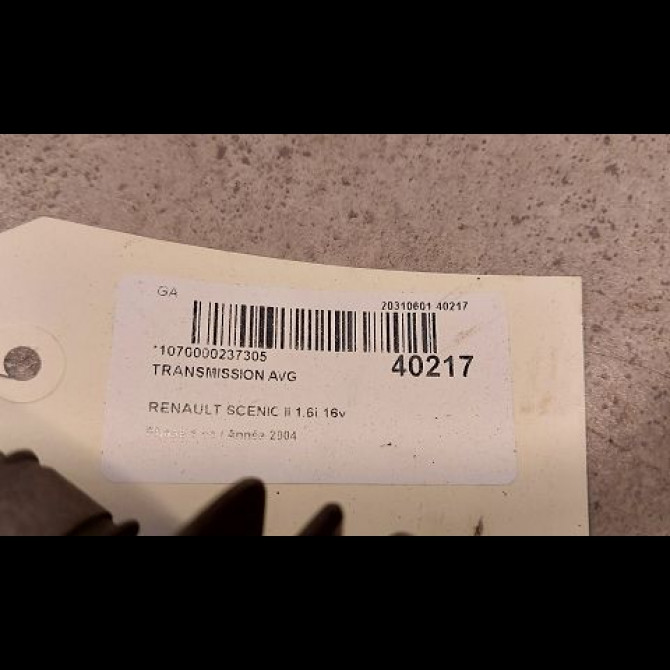 GA
20310601 40217
*1070000237305
40217
TRANSMISSION AVG
RENAULT SCENIC II 1.6i 16v
/ Année 2004